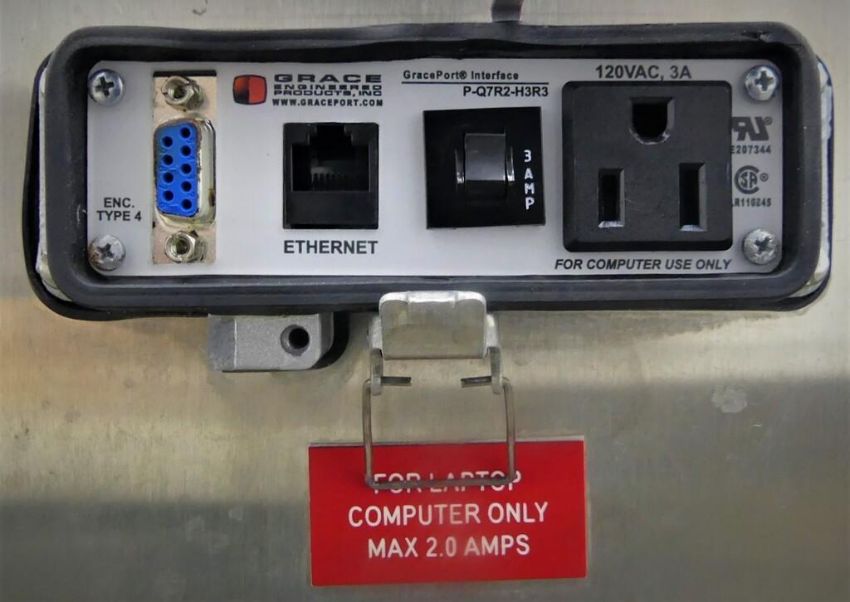 GRACE
ENGINEERED
PRODUCTS, INC
WWW.GRACEPORT.COM
GracePort® Interface
P-Q7R2-H3R3
120VAC, 3A
ENC.
TYPE 4
ETHERNET
3
AMP
E207344
®
LR110245
FOR COMPUTER USE ONLY
FOR LAPTOP
COMPUTER ONLY
MAX 2.0 AMPS